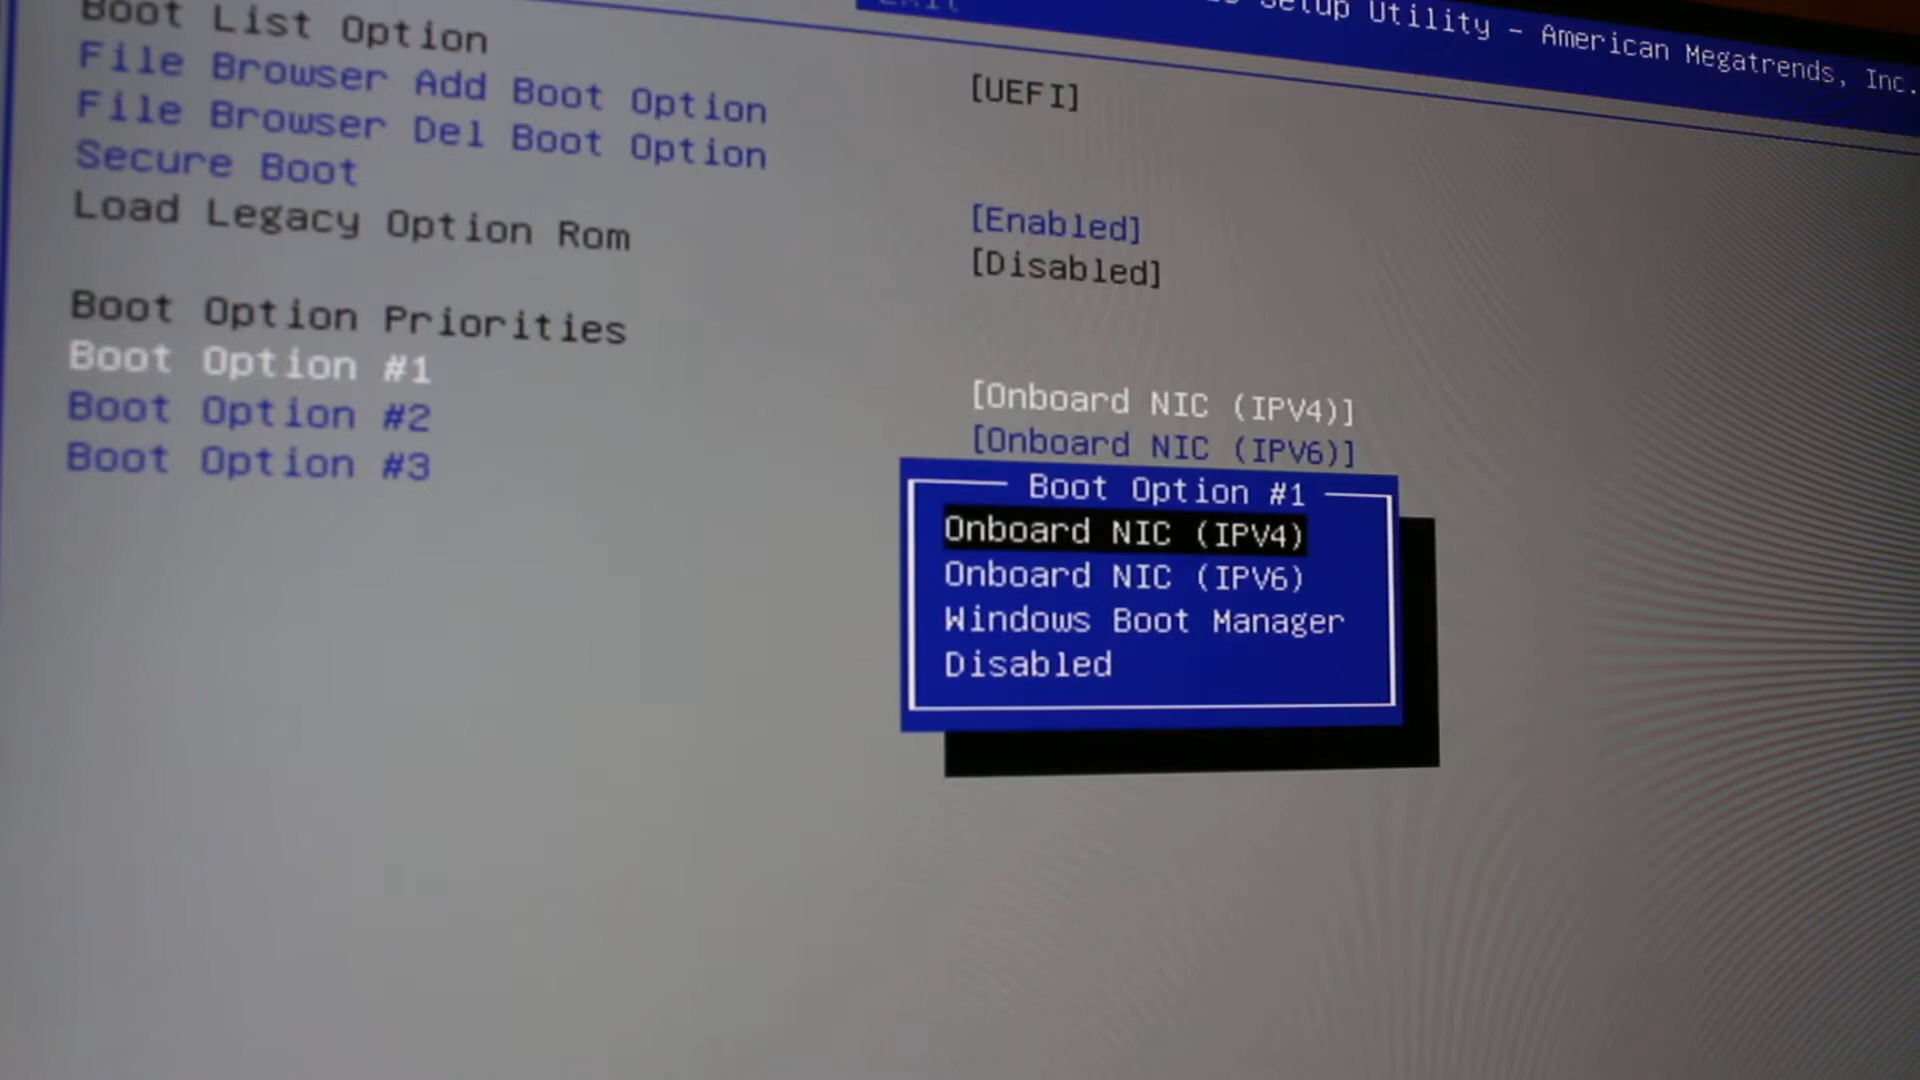 Exit
Setup Utility - American Megatrends, Inc.
Boot List Option [UEFI]
File Browser Add Boot Option
File Browser Del Boot Option
Secure Boot [Enabled]
Load Legacy Option Rom [Disabled]
Boot Option Priorities
Boot Option #1 [Onboard NIC (IPV4)]
Boot Option #2 [Onboard NIC (IPV6)]
Boot Option #3
Boot Option #1
Onboard NIC (IPV4)
Onboard NIC (IPV6)
Windows Boot Manager
Disabled